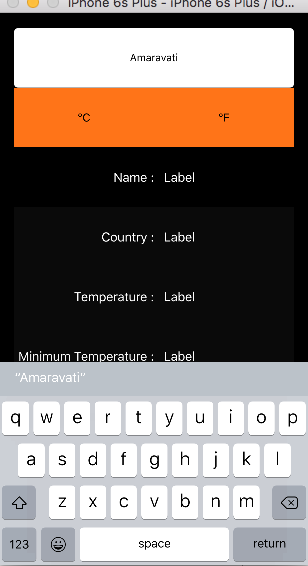 iPhone 6s Plus - iPhone 6s Plus / iO...
Amaravati
°C °F
Name : Label
Country : Label
Temperature : Label
Minimum Temperature : Label
"Amaravati"
q w e r t y u i o p
a s d f g h j k l
z x c v b n m
123 space return